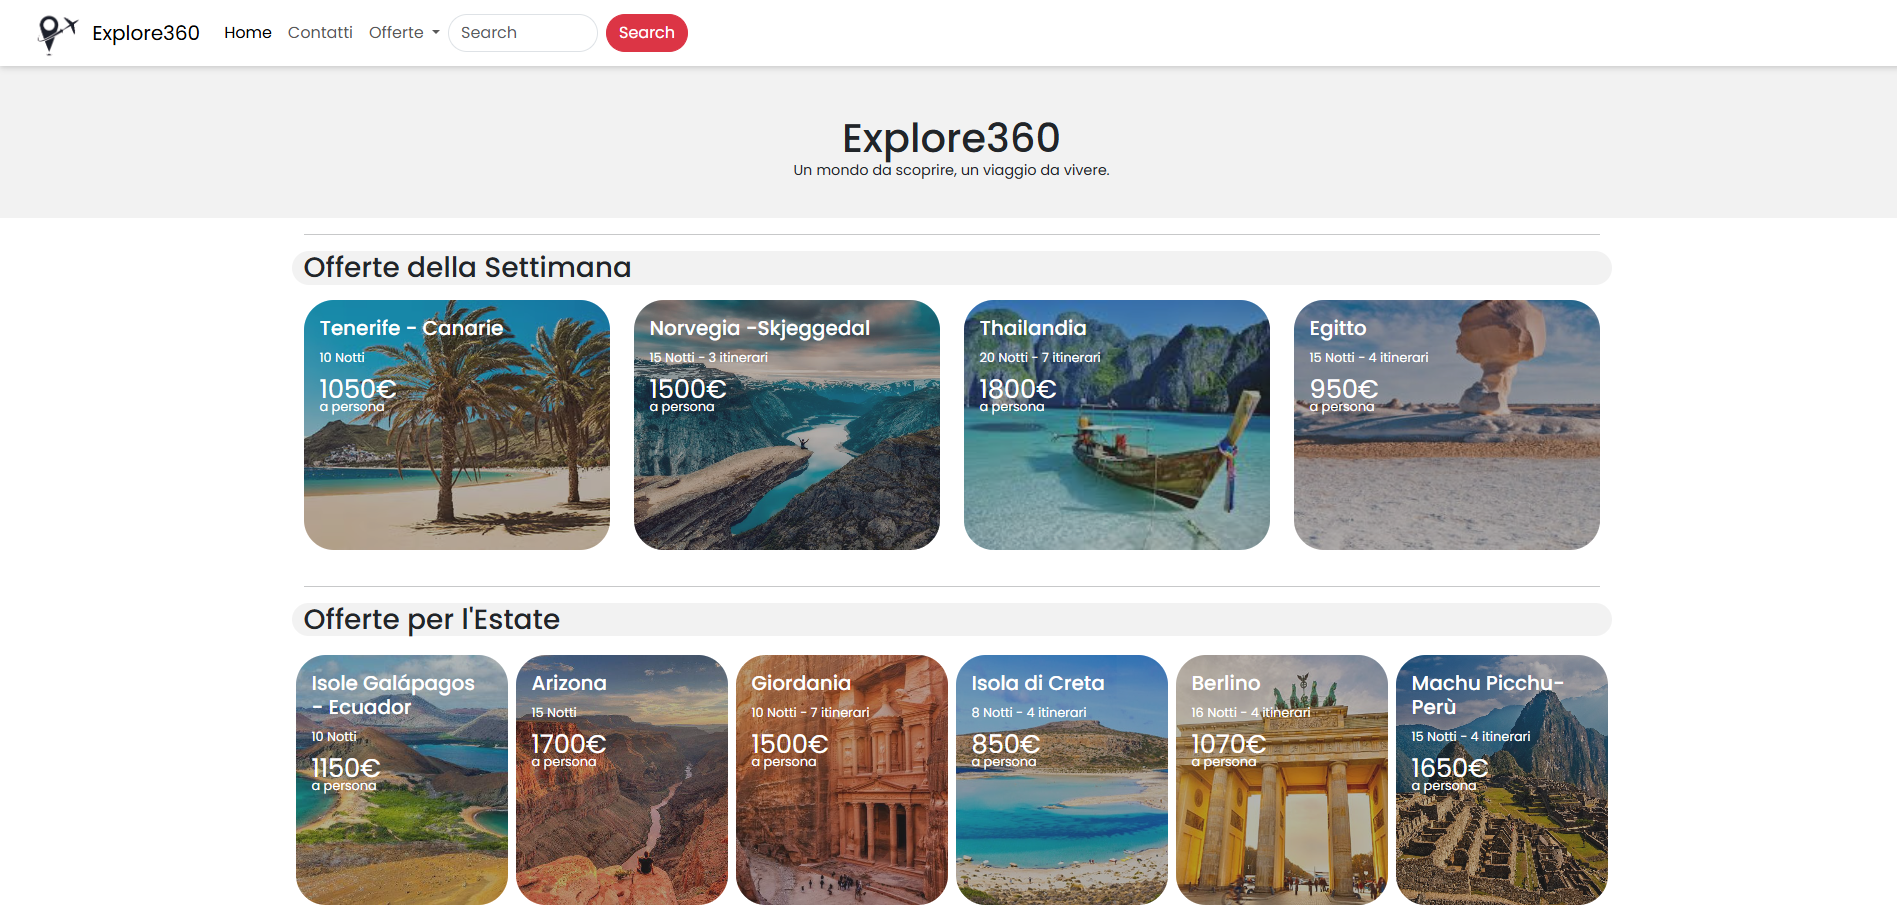 Explore360
Home
Contatti
Offerte
Search
Search
Explore360
Un mondo da scoprire, un viaggio da vivere.
Offerte della Settimana
Tenerife - Canarie
10 Notti
1050€
a persona
Norvegia -Skjeggedal
15 Notti - 3 itinerari
1500€
a persona
Thailandia
20 Notti - 7 itinerari
1800€
a persona
Egitto
15 Notti - 4 itinerari
950€
a persona
Offerte per l'Estate
Isole Galápagos
- Ecuador
10 Notti
1150€
a persona
Arizona
15 Notti
1700€
a persona
Giordania
10 Notti - 7 itinerari
1500€
a persona
Isola di Creta
8 Notti - 4 itinerari
850€
a persona
Berlino
16 Notti - 4 itinerari
1070€
a persona
Machu Picchu-
Perù
15 Notti - 4 itinerari
1650€
a persona